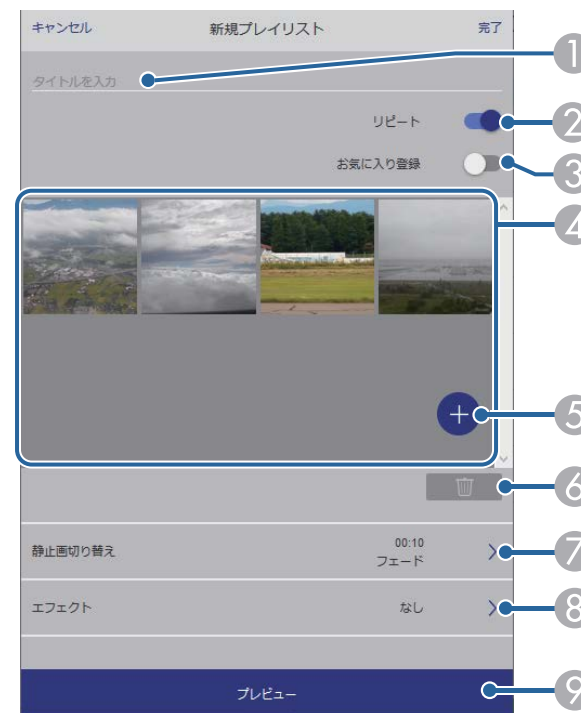 キャンセル 新規プレイリスト 完了
1
タイトルを入力
リピート 2
お気に入り登録 3
4
+ 5
6
静止画切り替え 00:10 フェード 7
エフェクト なし 8
プレビュー 9